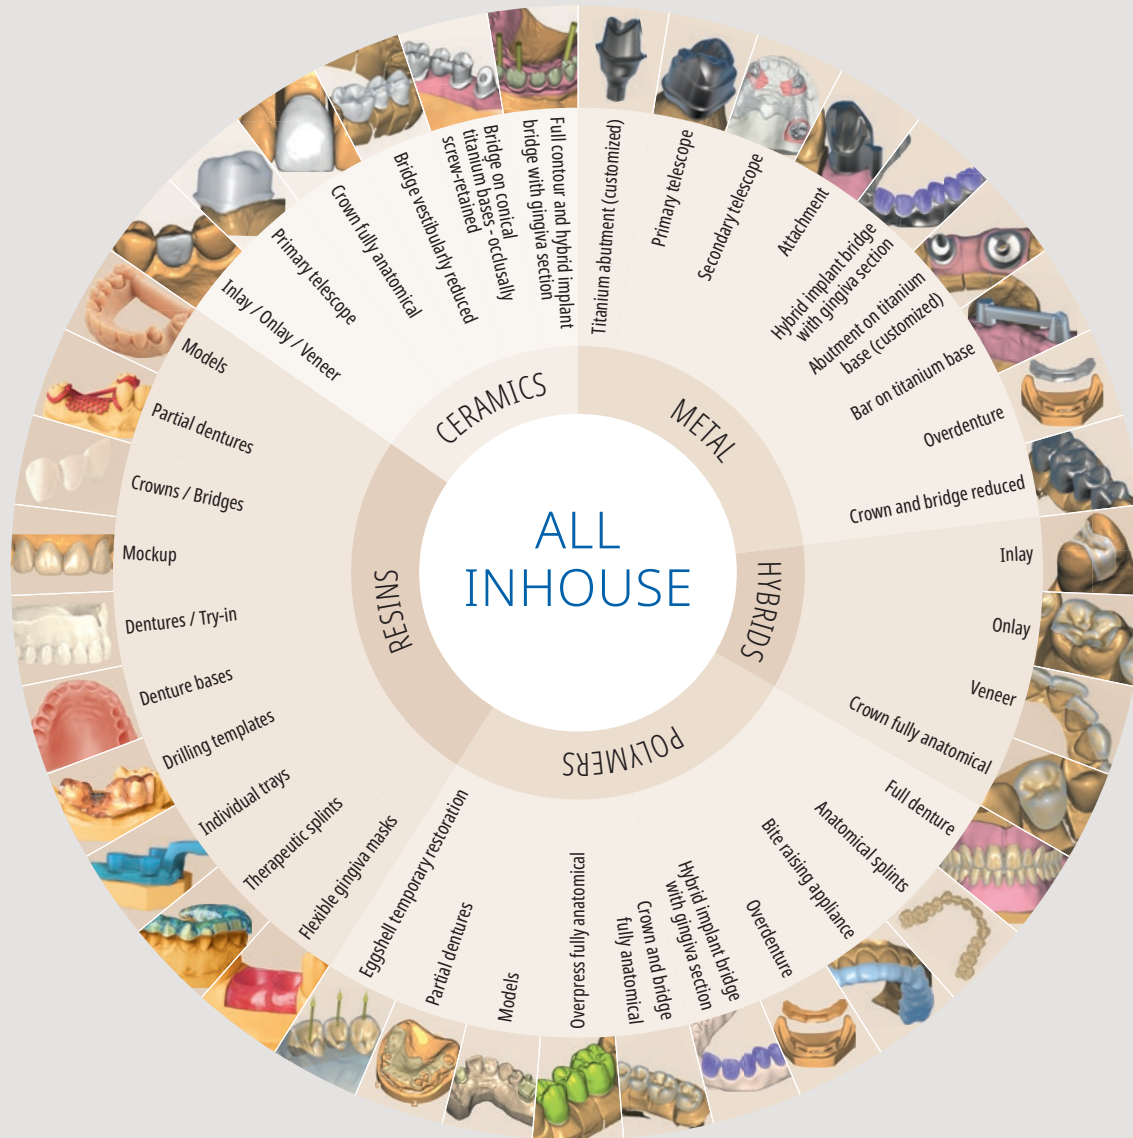 ALL
INHOUSE
CERAMICS
Inlay / Onlay / Veneer
Primary telescope
Crown fully anatomical
Bridge vestibularly reduced
Bridge on conical
titanium bases - occlusally
screw-retained
Full contour and hybrid implant
bridge with gingiva section
METAL
Titanium abutment (customized)
Primary telescope
Secondary telescope
Attachment
Hybrid implant bridge
with gingiva section
Abutment on titanium
base (customized)
Bar on titanium base
Overdenture
Crown and bridge reduced
HYBRIDS
Inlay
Onlay
Veneer
Crown fully anatomical
POLYMERS
Full denture
Anatomical splints
Bite raising appliance
Overdenture
Hybrid implant bridge
with gingiva section
Crown and bridge
fully anatomical
Overpress fully anatomical
Models
Partial dentures
Eggshell temporary restoration
RESINS
Flexible gingiva masks
Therapeutic splints
Individual trays
Drilling templates
Denture bases
Dentures / Try-in
Mockup
Crowns / Bridges
Partial dentures
Models